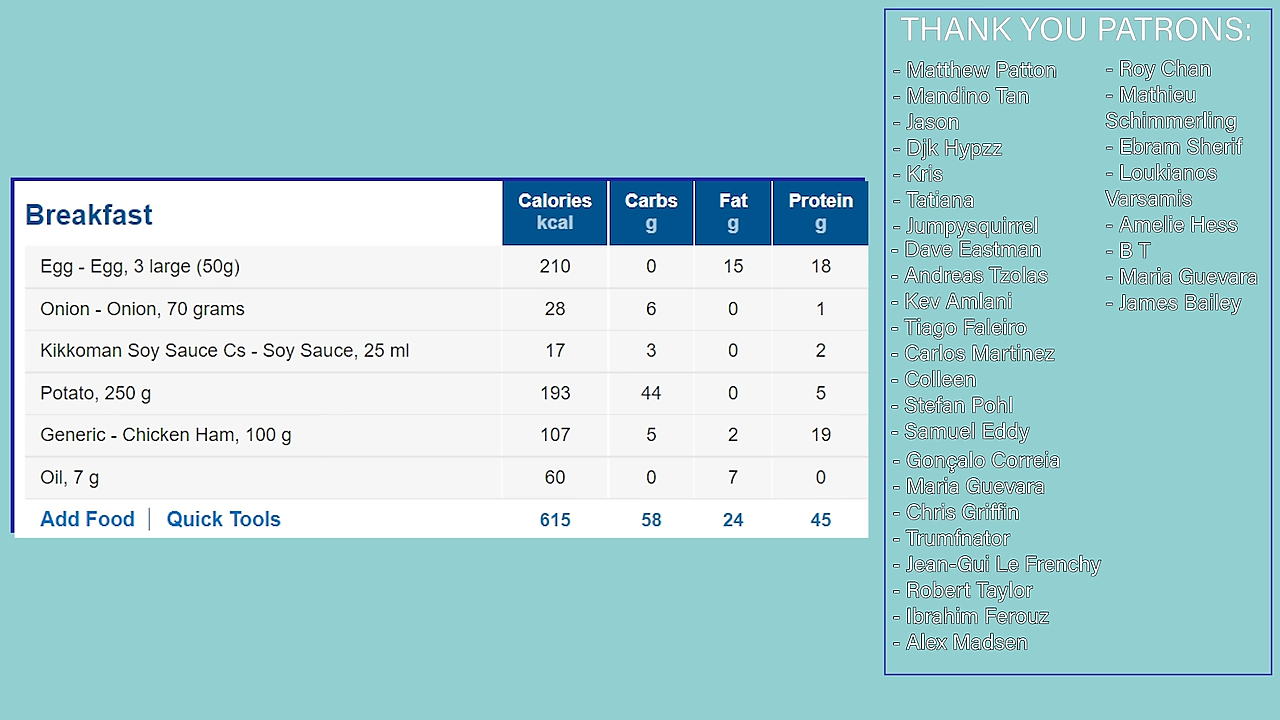 Breakfast
Calories Carbs Fat Protein
kcal g g g
Egg - Egg, 3 large (50g) 210 0 15 18
Onion - Onion, 70 grams 28 6 0 1
Kikkoman Soy Sauce Cs - Soy Sauce, 25 ml 17 3 0 2
Potato, 250 g 193 44 0 5
Generic - Chicken Ham, 100 g 107 5 2 19
Oil, 7 g 60 0 7 0
Add Food | Quick Tools 615 58 24 45
THANK YOU PATRONS:
- Matthew Patton
- Mandino Tan
- Jason
- Djk Hypzz
- Kris
- Tatiana
- Jumpysquirrel
- Dave Eastman
- Andreas Tzolas
- Kev Amlani
- Tiago Faleiro
- Carlos Martinez
- Colleen
- Stefan Pohl
- Samuel Eddy
- Gonçalo Correia
- Maria Guevara
- Chris Griffin
- Trumfnator
- Jean-Gui Le Frenchy
- Robert Taylor
- Ibrahim Ferouz
- Alex Madsen
- Roy Chan
- Mathieu
Schimmerling
- Ebram Sherif
- Loukianos
Varsamis
- Amelie Hess
- B T
- Maria Guevara
- James Bailey